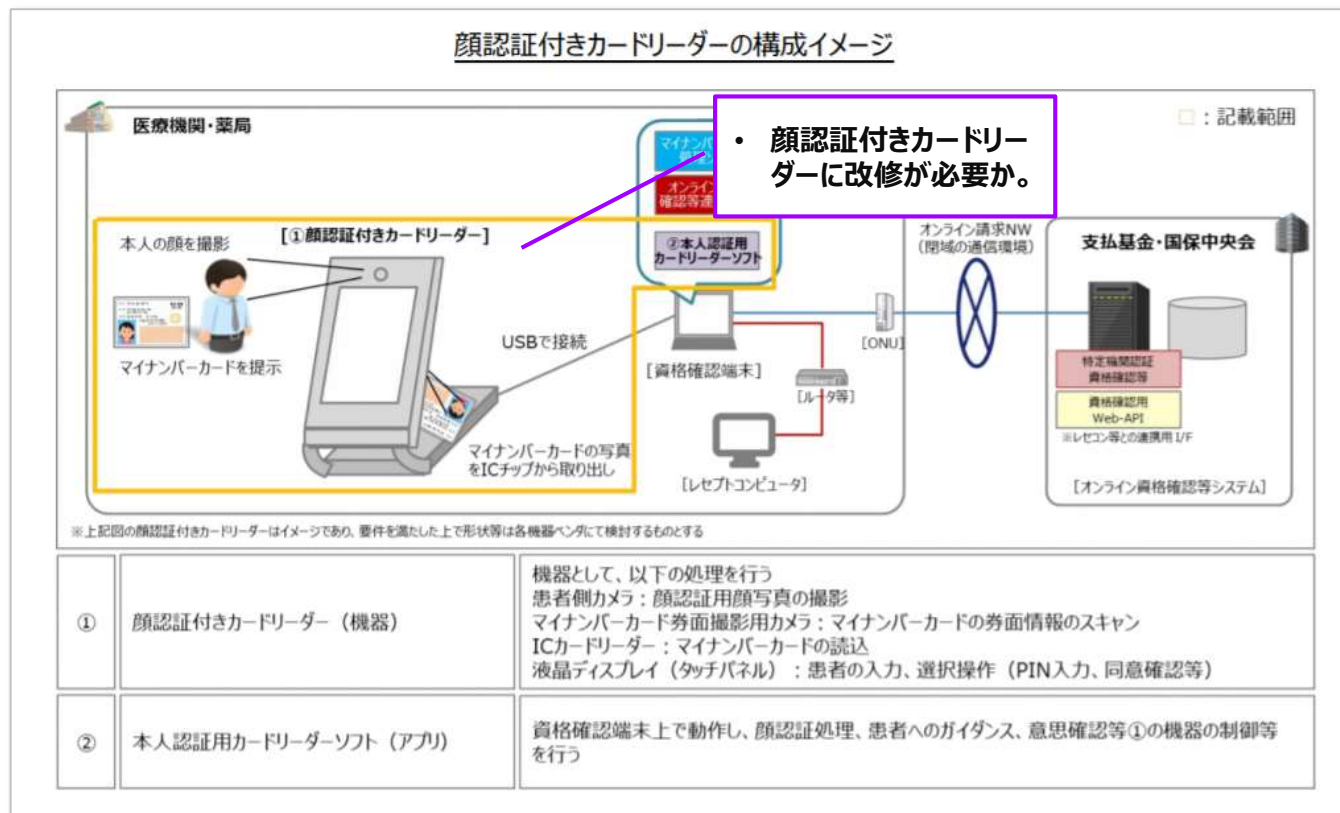 顔認証付きカードリーダーの構成イメージ
医療機関・薬局
□：記載範囲
• 顔認証付きカードリー
ダーに改修が必要か。
マイナンバ
オンライ
確認等連
②本人認証用
カードリーダーソフト
本人の顔を撮影
[①顔認証付きカードリーダー]
マイナンバーカードを提示
USBで接続
マイナンバーカードの写真
をICチップから取り出し
[資格確認端末]
[ルータ等]
[レセプトコンピュータ]
[ONU]
オンライン請求NW
（閉域の通信環境）
支払基金・国保中央会
特定機関認証
資格確認等
資格確認用
Web-API
※レセコン等との連携用 I/F
[オンライン資格確認等システム]
※上記図の顔認証付きカードリーダーはイメージであり、要件を満たした上で形状等は各機器ベンダにて検討するものとする
①
顔認証付きカードリーダー（機器）
機器として、以下の処理を行う
患者側カメラ：顔認証用顔写真の撮影
マイナンバーカード券面撮影用カメラ：マイナンバーカードの券面情報のスキャン
ICカードリーダー：マイナンバーカードの読込
液晶ディスプレイ（タッチパネル）：患者の入力、選択操作（PIN入力、同意確認等）
②
本人認証用カードリーダーソフト（アプリ）
資格確認端末上で動作し、顔認証処理、患者へのガイダンス、意思確認等①の機器の制御等
を行う